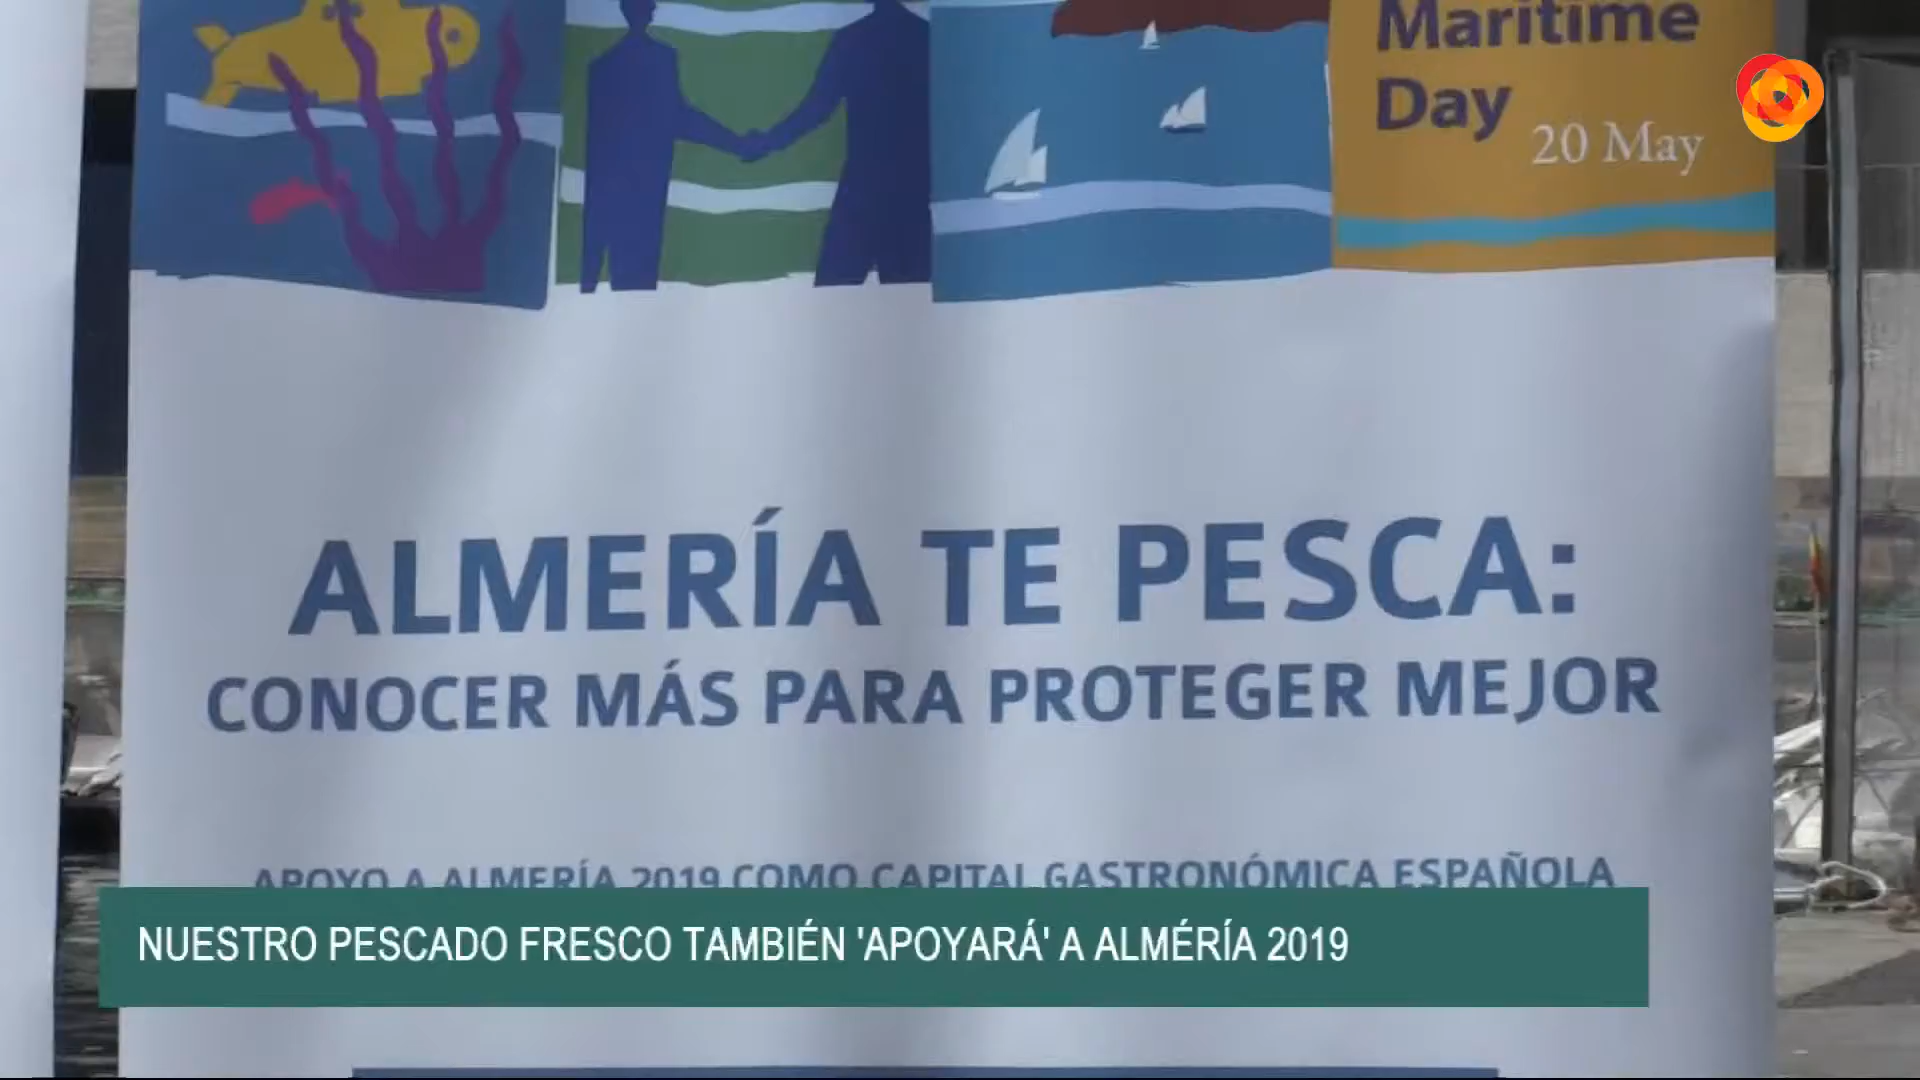 Maritime
Day
20 May
ALMERÍA TE PESCA:
CONOCER MÁS PARA PROTEGER MEJOR
APOYO A ALMERÍA 2019 COMO CAPITAL GASTRONÓMICA ESPAÑOLA
NUESTRO PESCADO FRESCO TAMBIÉN 'APOYARÁ' A ALMÉRÍA 2019